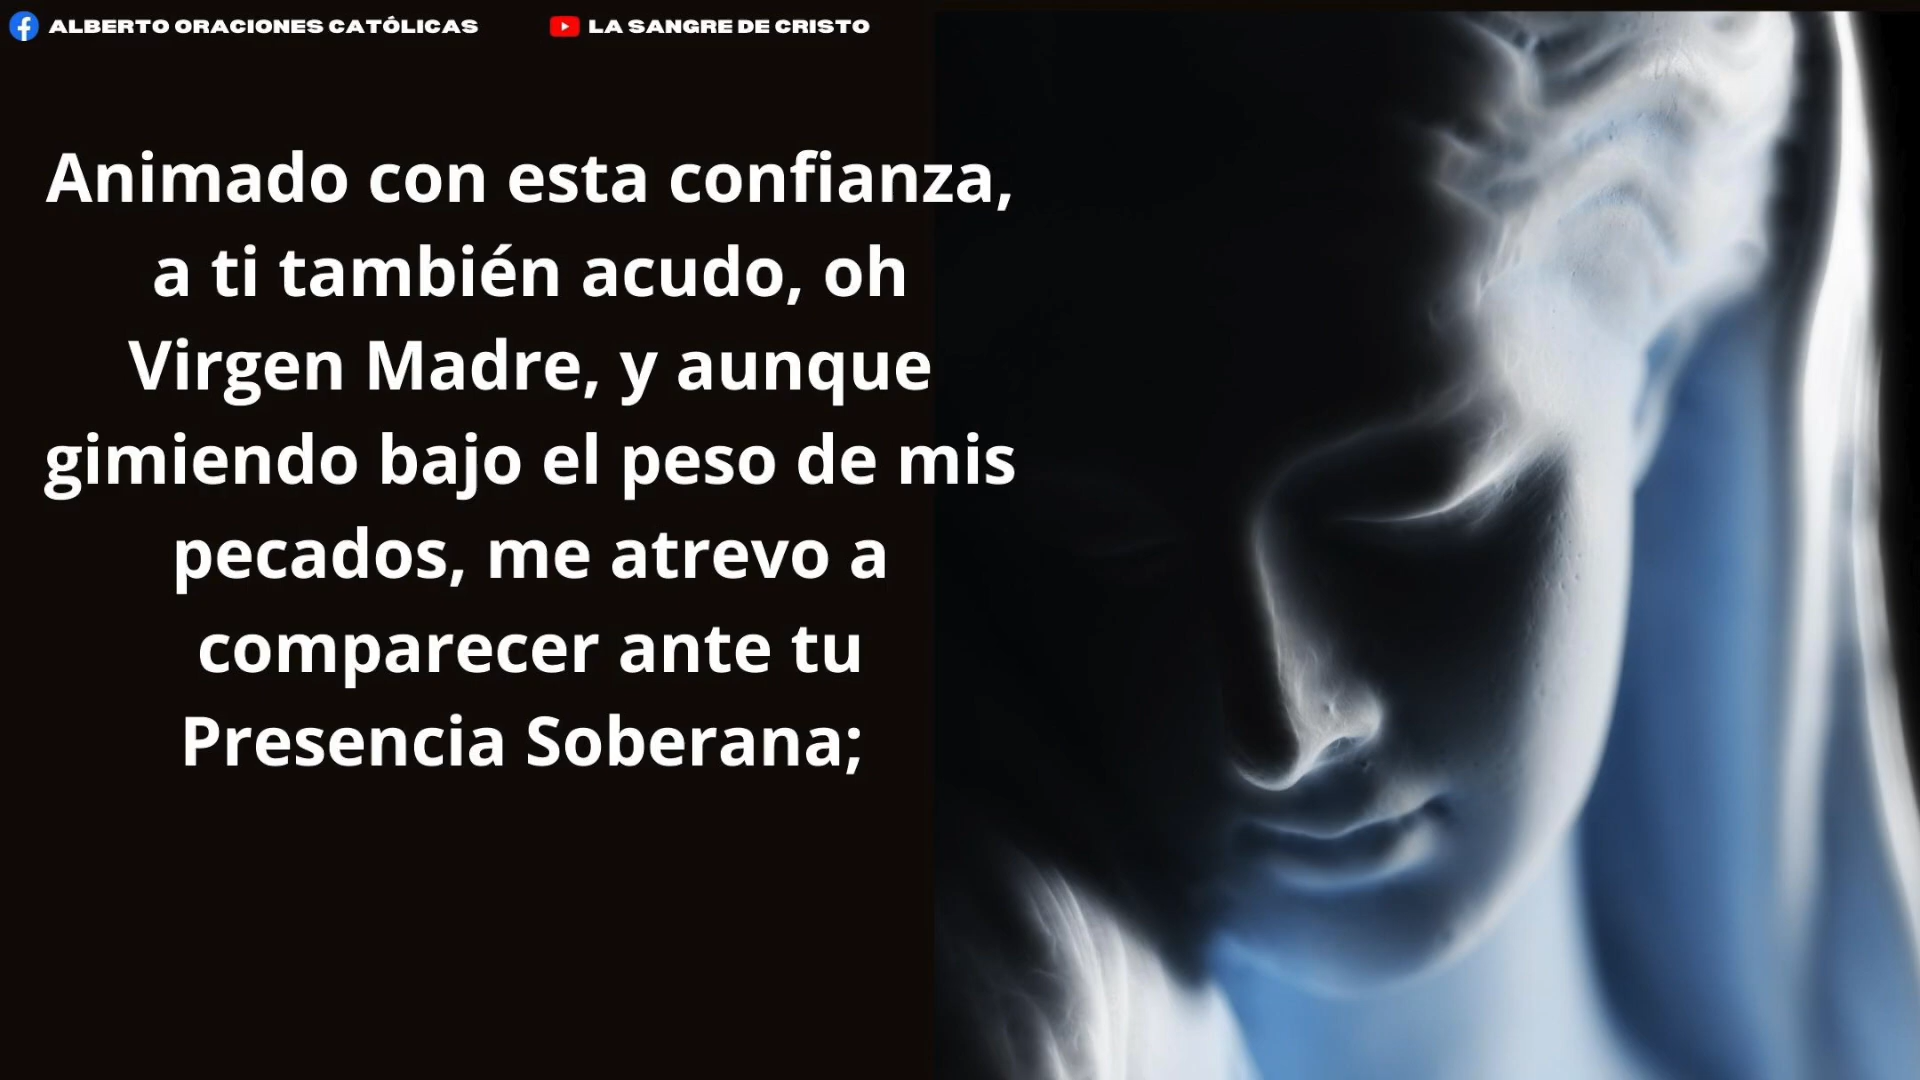 ALBERTO ORACIONES CATÓLICAS
LA SANGRE DE CRISTO
Animado con esta confianza,
a ti también acudo, oh
Virgen Madre, y aunque
gimiendo bajo el peso de mis
pecados, me atrevo a
comparecer ante tu
Presencia Soberana;